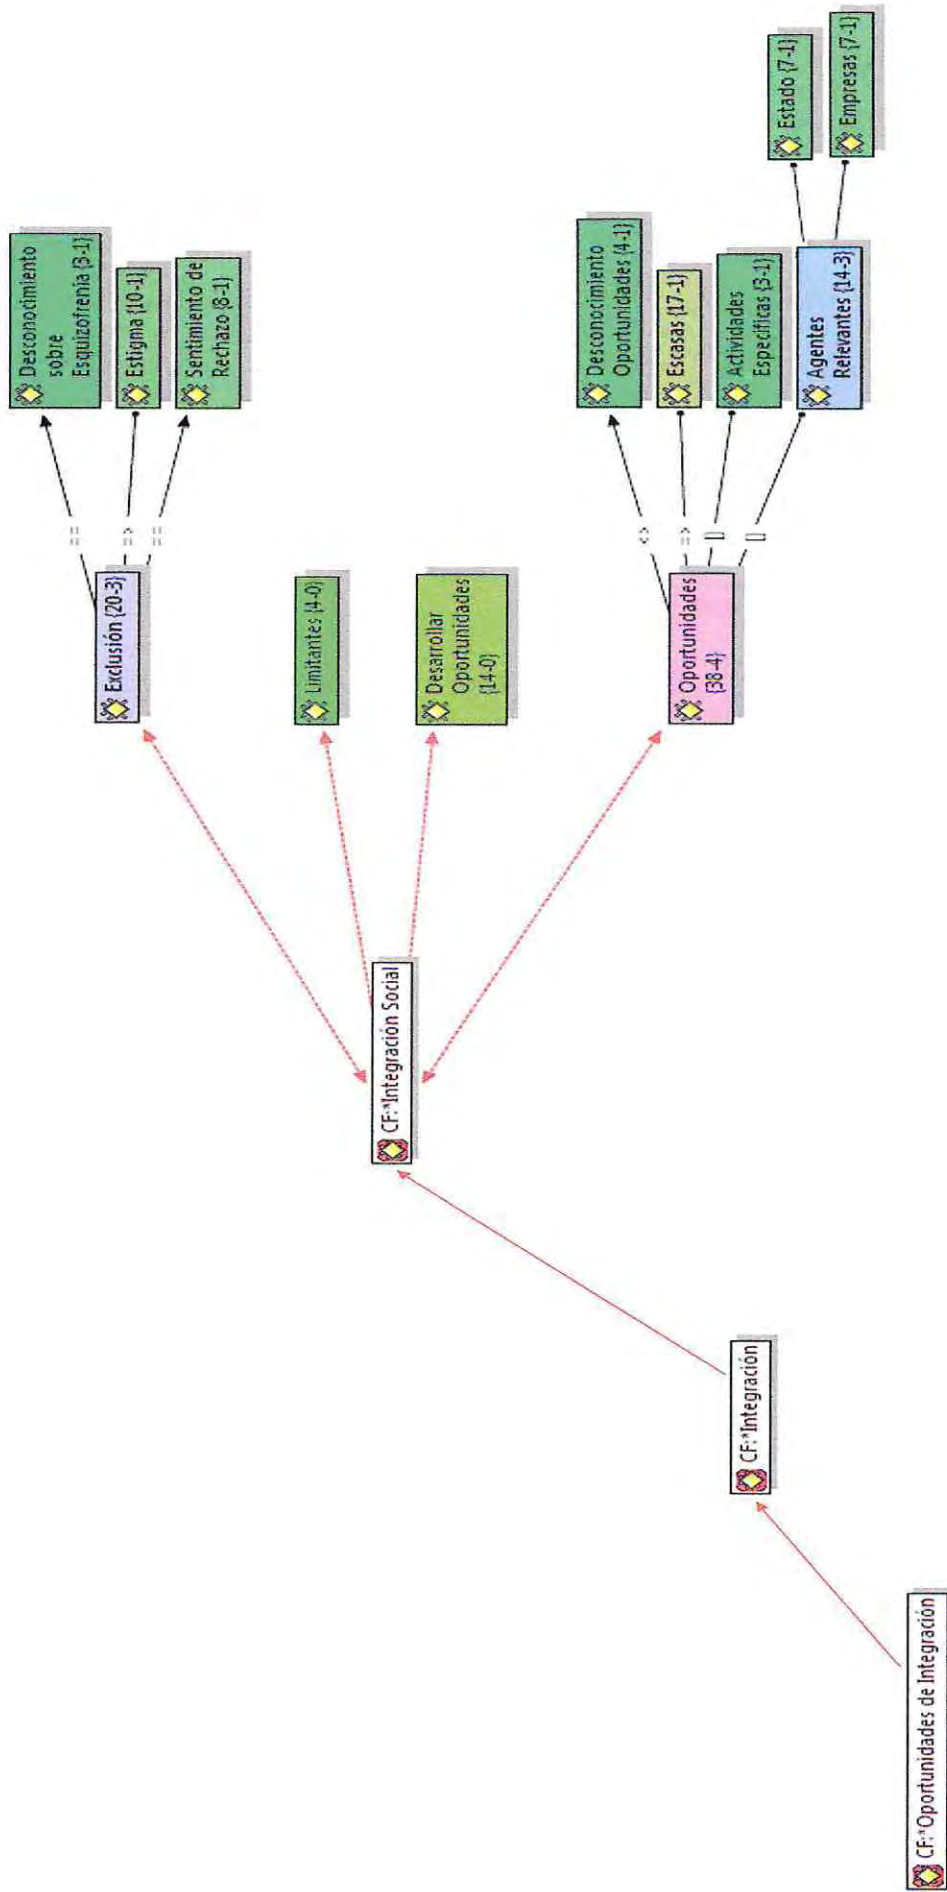 CF:*Oportunidades de Integración
CF:*Integración
CF:*Integración Social
Exclusión {20-3}
Limitantes {4-0}
Desarrollar
Oportunidades
{14-0}
Oportunidades
{38-4}
==
=>
==
<>
=>
[]
[]
Desconocimiento
sobre
Esquizofrenia {3-1}
Estigma {10-1}
Sentimiento de
Rechazo {8-1}
Desconocimiento
Oportunidades {4-1}
Escasas {17-1}
Actividades
Específicas {3-1}
Agentes
Relevantes {14-3}
Estado {7-1}
Empresas {7-1}